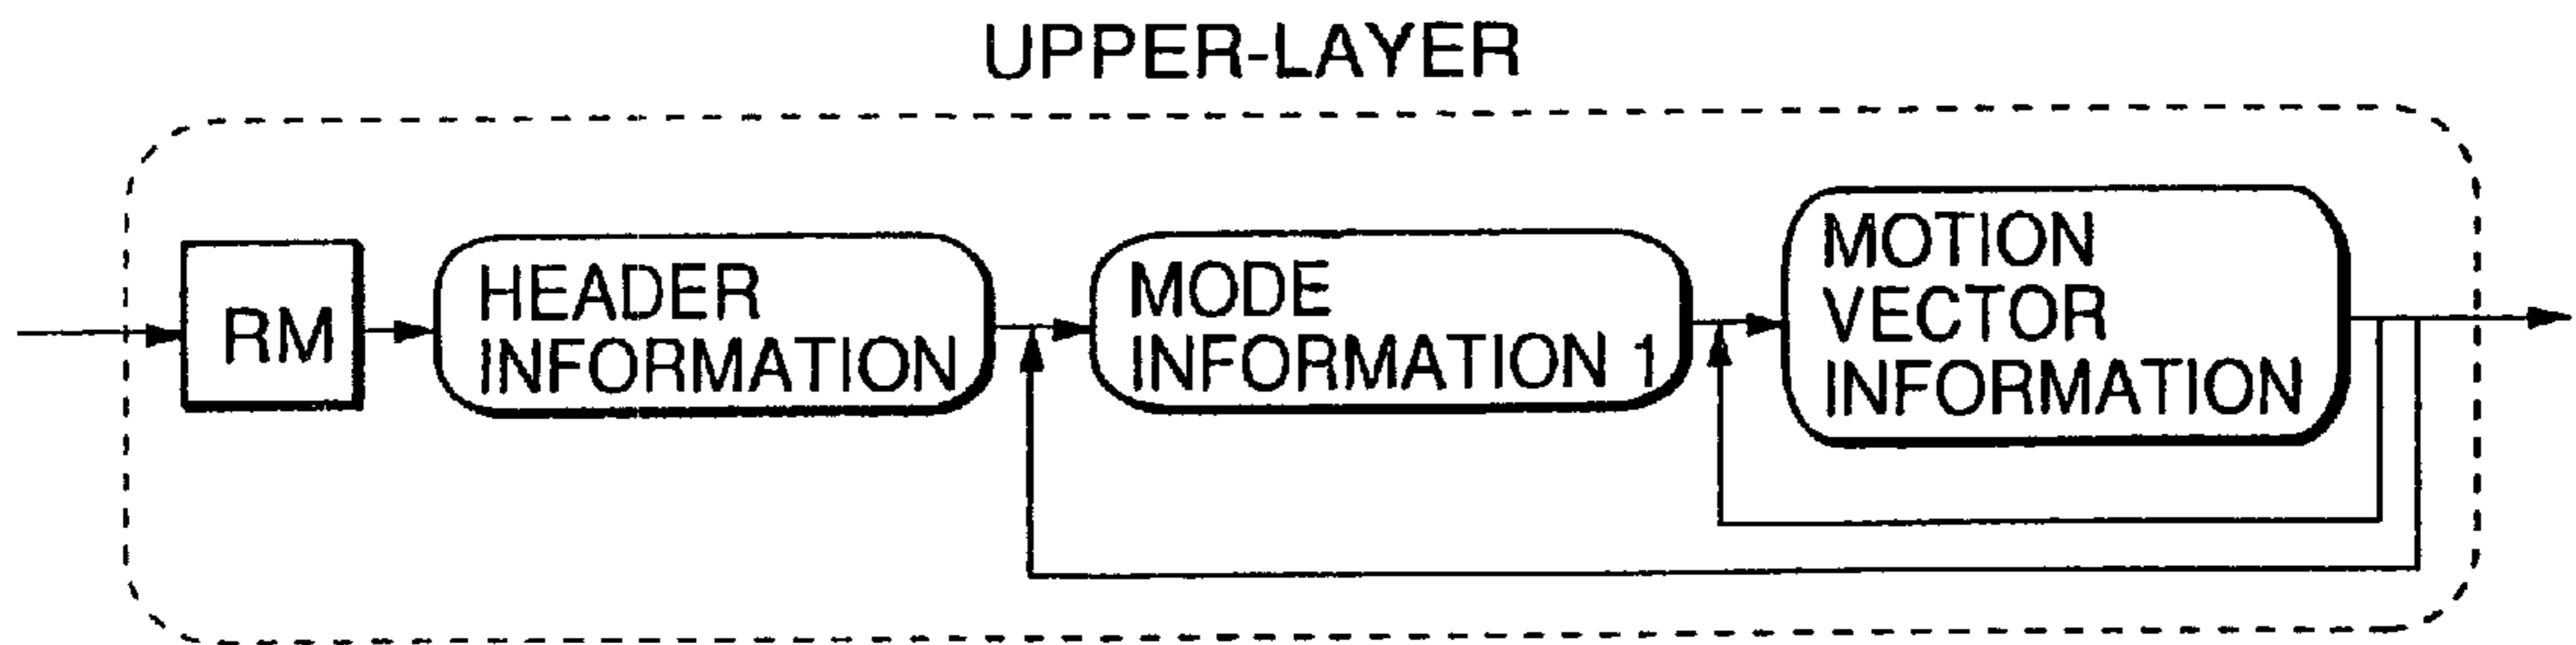 UPPER-LAYER
RM
HEADER
INFORMATION
MODE
INFORMATION 1
MOTION
VECTOR
INFORMATION